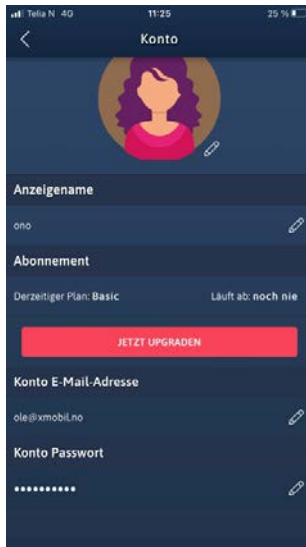 Telia N 4G 11:25 25 %
Konto
Anzeigename
ono
Abonnement
Derzeitiger Plan: Basic Läuft ab: noch nie
JETZT UPGRADEN
Konto E-Mail-Adresse
ole@xmobil.no
Konto Passwort
••••••••••